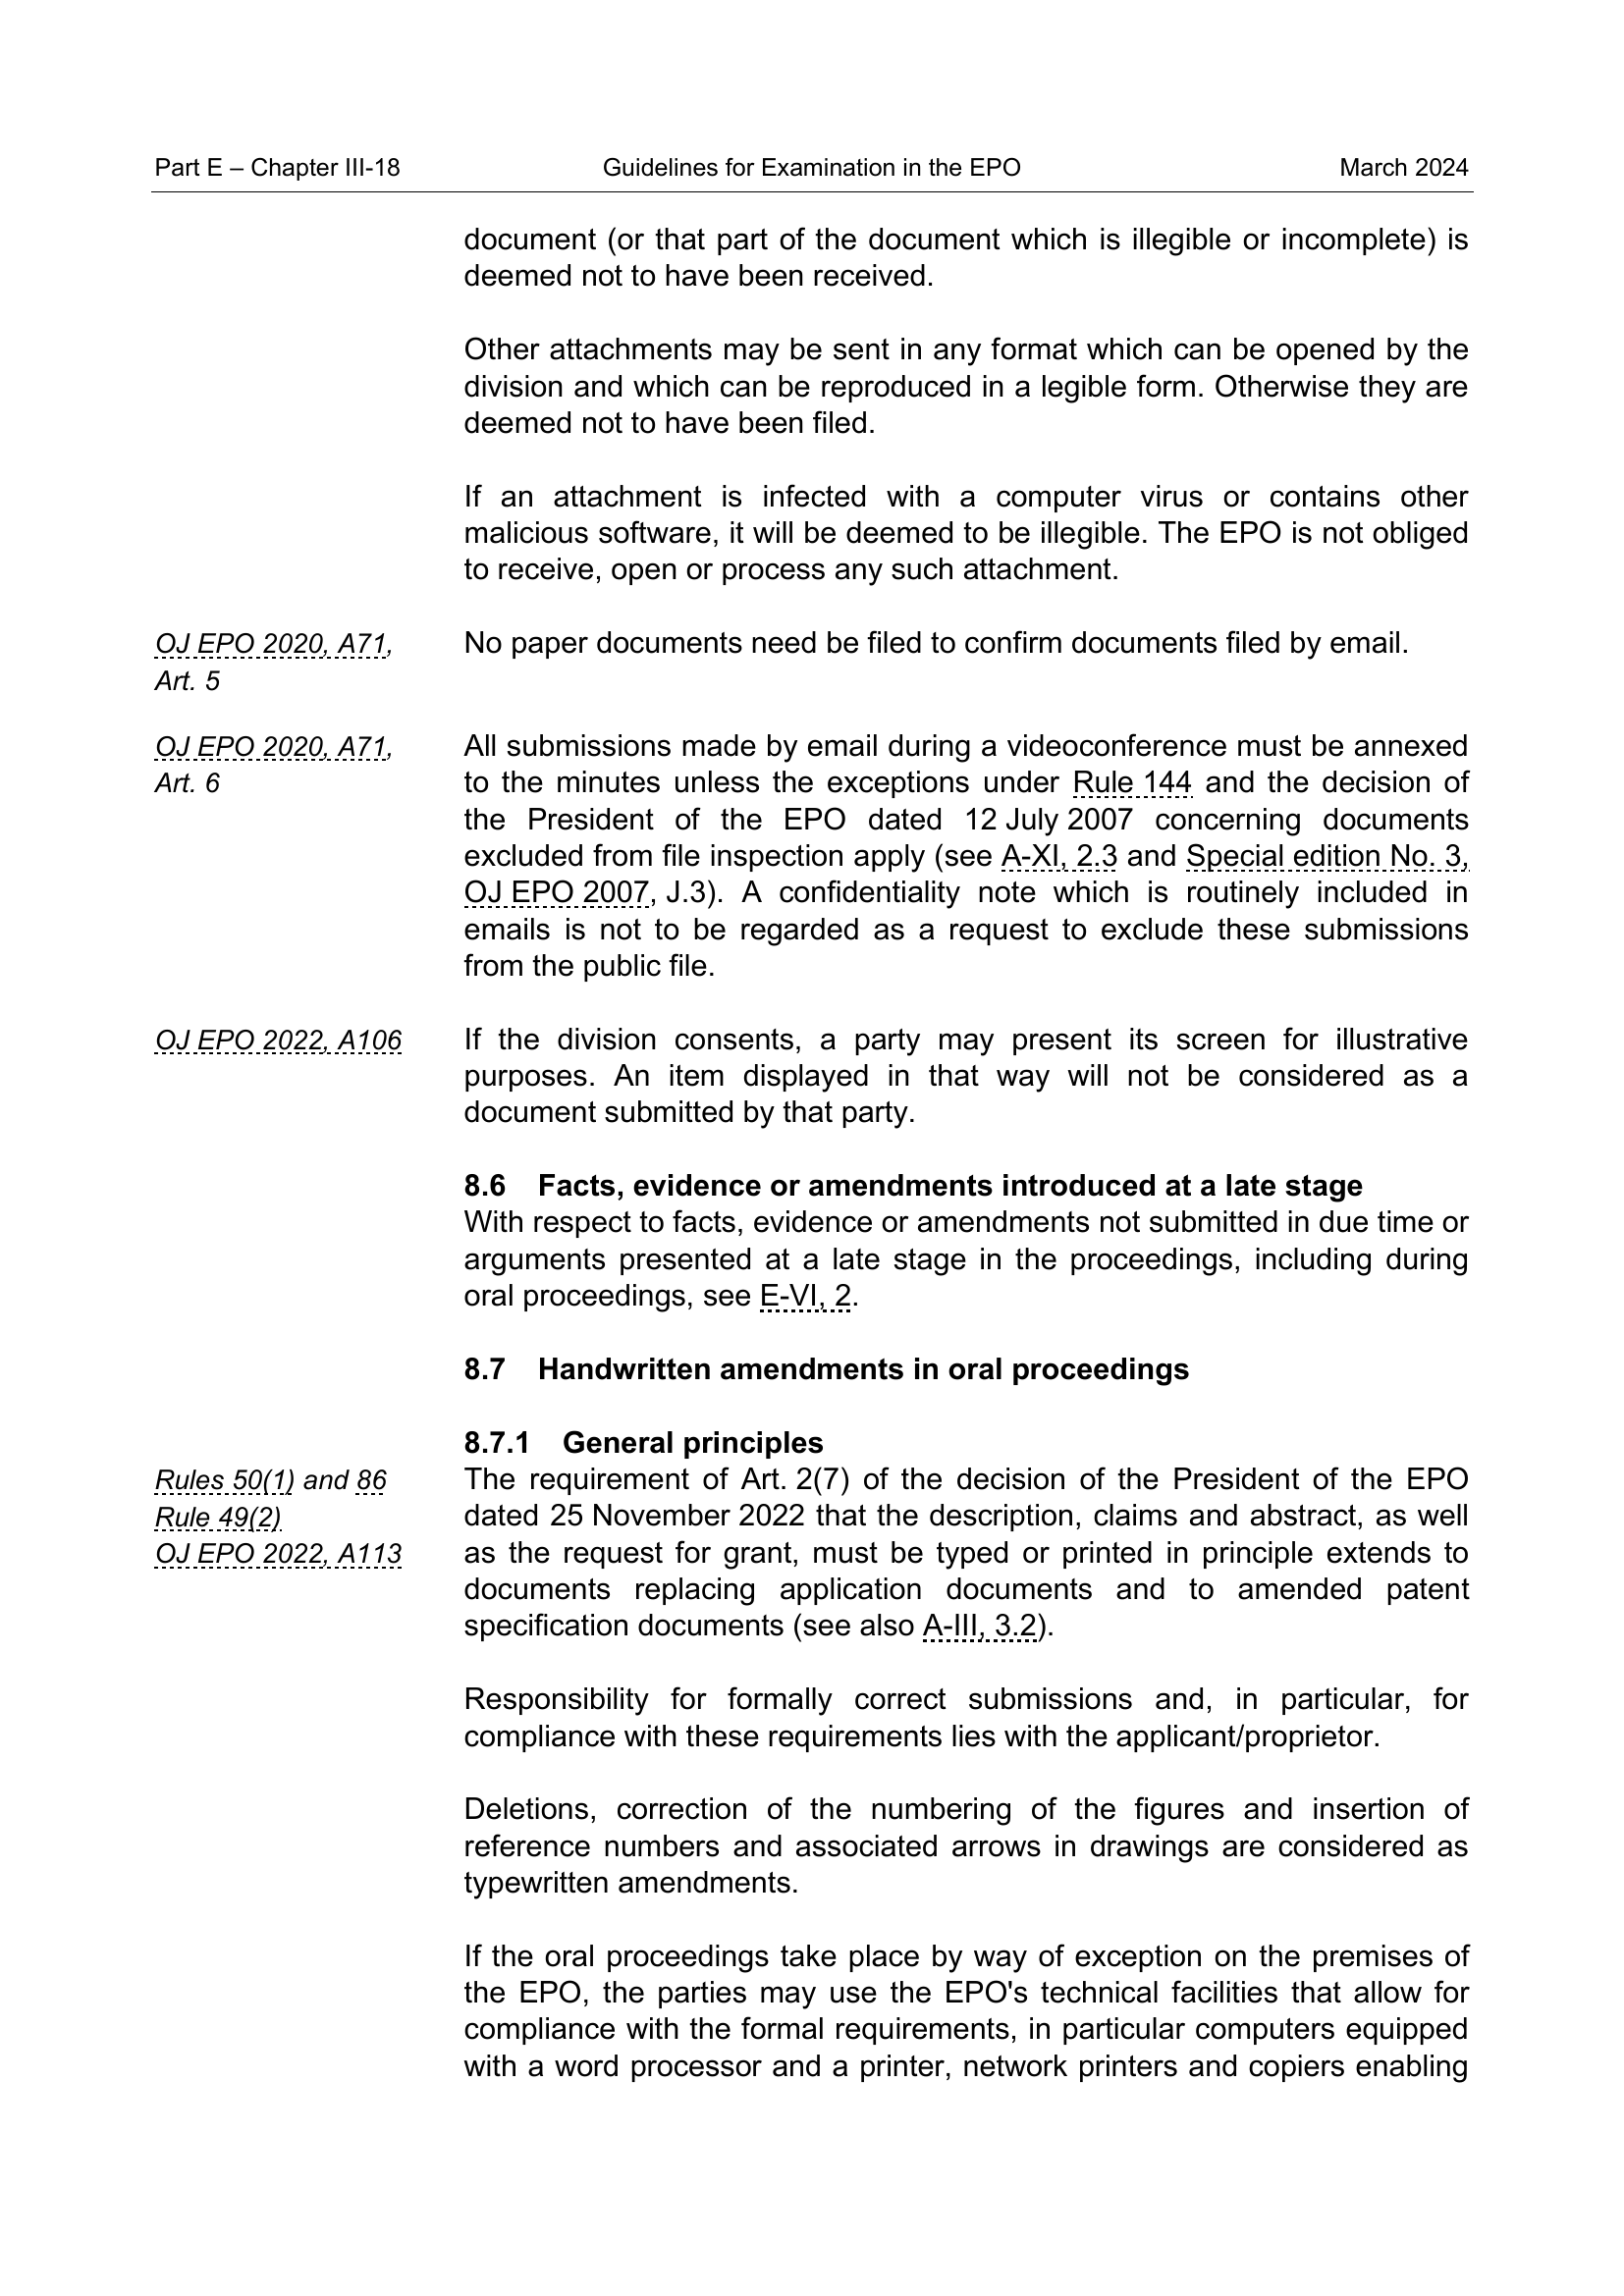 Part E – Chapter III-18 Guidelines for Examination in the EPO March 2024
document (or that part of the document which is illegible or incomplete) is
deemed not to have been received.
Other attachments may be sent in any format which can be opened by the
division and which can be reproduced in a legible form. Otherwise they are
deemed not to have been filed.
If an attachment is infected with a computer virus or contains other
malicious software, it will be deemed to be illegible. The EPO is not obliged
to receive, open or process any such attachment.
OJ EPO 2020, A71,
Art. 5
No paper documents need be filed to confirm documents filed by email.
OJ EPO 2020, A71,
Art. 6
All submissions made by email during a videoconference must be annexed
to the minutes unless the exceptions under Rule 144 and the decision of
the President of the EPO dated 12 July 2007 concerning documents
excluded from file inspection apply (see A-XI, 2.3 and Special edition No. 3,
OJ EPO 2007, J.3). A confidentiality note which is routinely included in
emails is not to be regarded as a request to exclude these submissions
from the public file.
OJ EPO 2022, A106
If the division consents, a party may present its screen for illustrative
purposes. An item displayed in that way will not be considered as a
document submitted by that party.
8.6 Facts, evidence or amendments introduced at a late stage
With respect to facts, evidence or amendments not submitted in due time or
arguments presented at a late stage in the proceedings, including during
oral proceedings, see E-VI, 2.
8.7 Handwritten amendments in oral proceedings
8.7.1 General principles
Rules 50(1) and 86
Rule 49(2)
OJ EPO 2022, A113
The requirement of Art. 2(7) of the decision of the President of the EPO
dated 25 November 2022 that the description, claims and abstract, as well
as the request for grant, must be typed or printed in principle extends to
documents replacing application documents and to amended patent
specification documents (see also A-III, 3.2).
Responsibility for formally correct submissions and, in particular, for
compliance with these requirements lies with the applicant/proprietor.
Deletions, correction of the numbering of the figures and insertion of
reference numbers and associated arrows in drawings are considered as
typewritten amendments.
If the oral proceedings take place by way of exception on the premises of
the EPO, the parties may use the EPO's technical facilities that allow for
compliance with the formal requirements, in particular computers equipped
with a word processor and a printer, network printers and copiers enabling